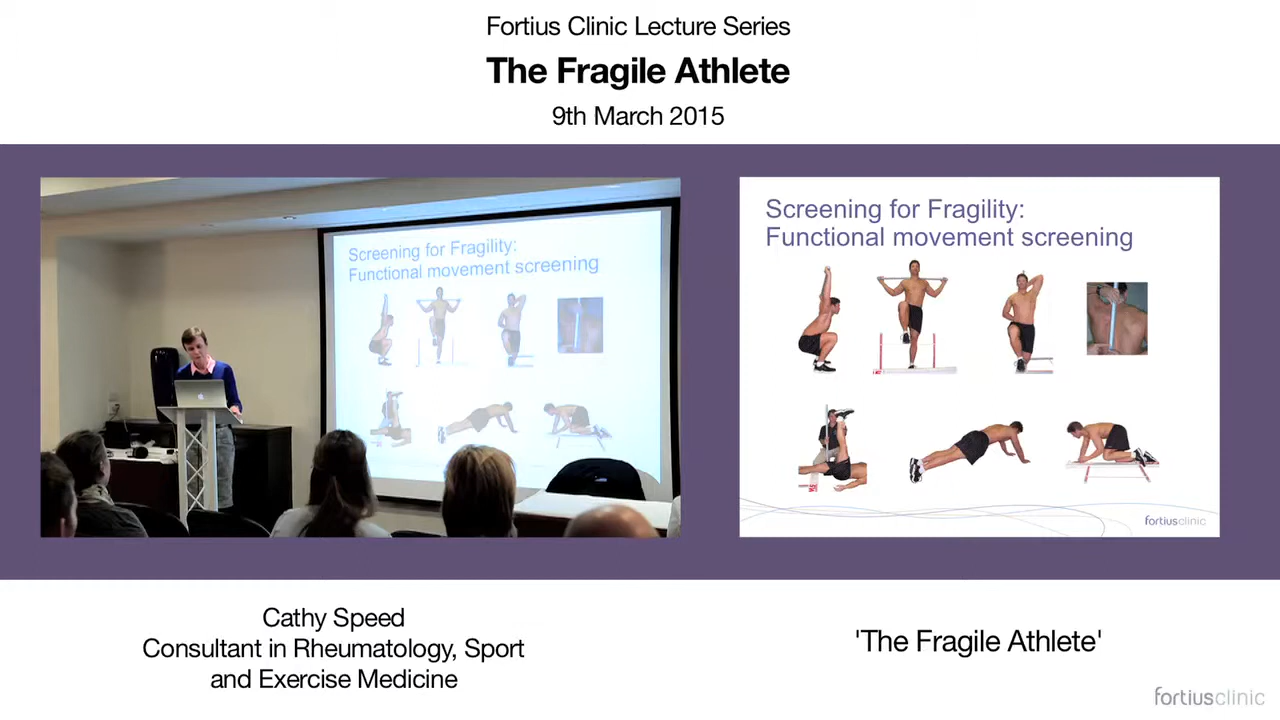 Fortius Clinic Lecture Series
The Fragile Athlete
9th March 2015
Screening for Fragility:
Functional movement screening
Screening for Fragility:
Functional movement screening
fortiusclinic
Cathy Speed
Consultant in Rheumatology, Sport
and Exercise Medicine
'The Fragile Athlete'
fortiusclinic